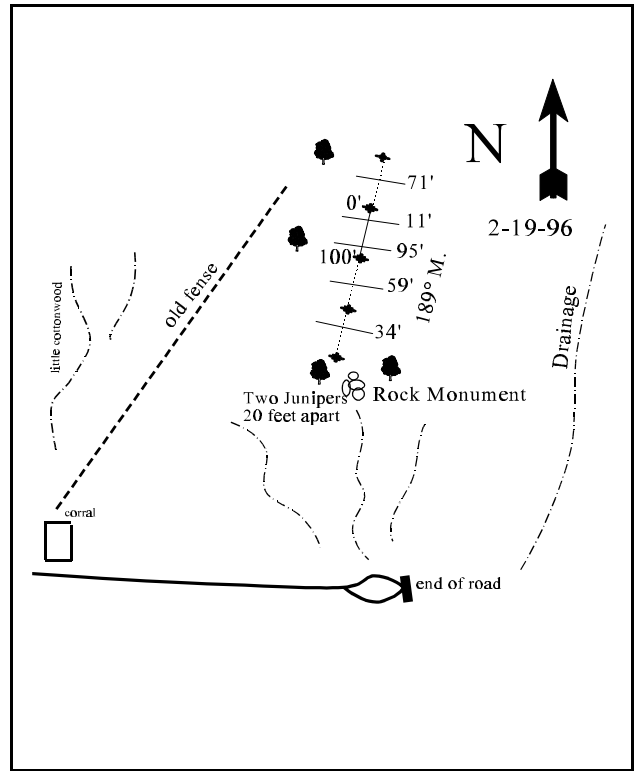 N
2-19-96
71'
0'
11'
95'
100'
59'
189° M.
34'
old fense
little cottonwood
Drainage
Two Junipers
20 feet apart
Rock Monument
corral
end of road